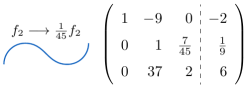 f₂ ⟶ 1/45 f₂
1 −9 0 −2
0 1 7/45 1/9
0 37 2 6